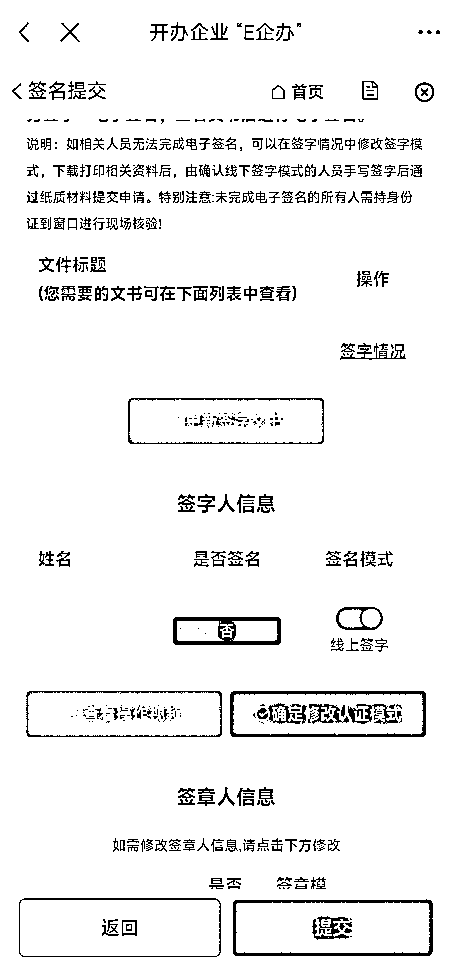 开办企业 “E企办”
签名提交
首页
说明：如相关人员无法完成电子签名，可以在签字情况中修改签字模
式，下载打印相关资料后，由确认线下签字模式的人员手写签字后通
过纸质材料提交申请。特别注意:未完成电子签名的所有人需持身份
证到窗口进行现场核验!
文件标题
(您需要的文书可在下面列表中查看)
操作
签字情况
签字人信息
姓名 是否签名 签名模式
否
线上签字
查看操作视频 确定修改认证模式
签章人信息
如需修改签章人信息,请点击下方修改
是否 签章模
返回 提交